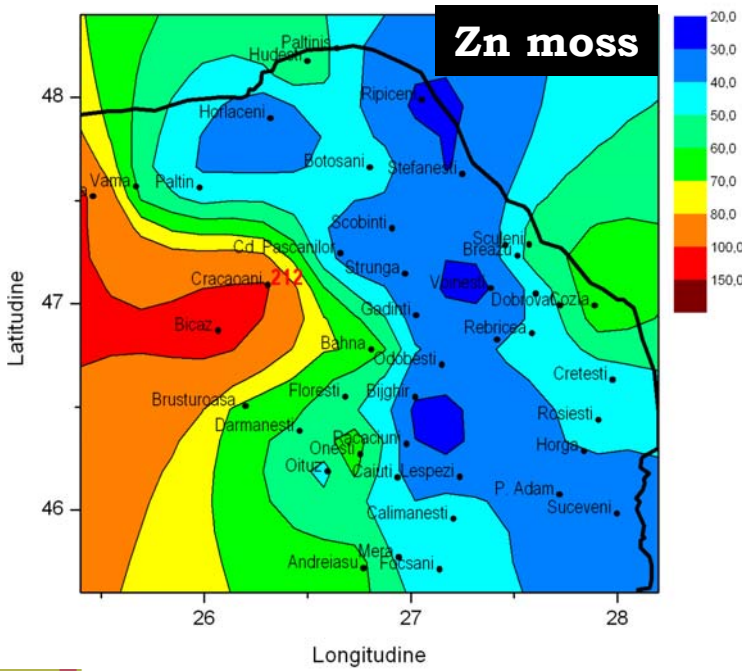 Zn moss
20,0
30,0
40,0
50,0
60,0
70,0
80,0
100,0
150,0
Paltinis
Hudesti
Ripiceni
48
Horlaceni
Botosani
Stefanesti
Vama
Paltin
Scobinti
Sculeni
Cd. Pascanilor
Breazu
Strunga
Cracaoani
212
Voinesti
Dobrovat
Cozia
47
Gadinti
Bicaz
Rebricea
Bahna
Odobesti
Cretesti
Brusturoasa
Floresti
Bijghir
Darmanesti
Rosiesti
Racaciuni
Onesti
Horga
Oituz
Caiuti
Lespezi
P. Adam
46
Suceveni
Calimanesti
Andreiasu
Mera
Focsani
26
27
28
Latitudine
Longitudine